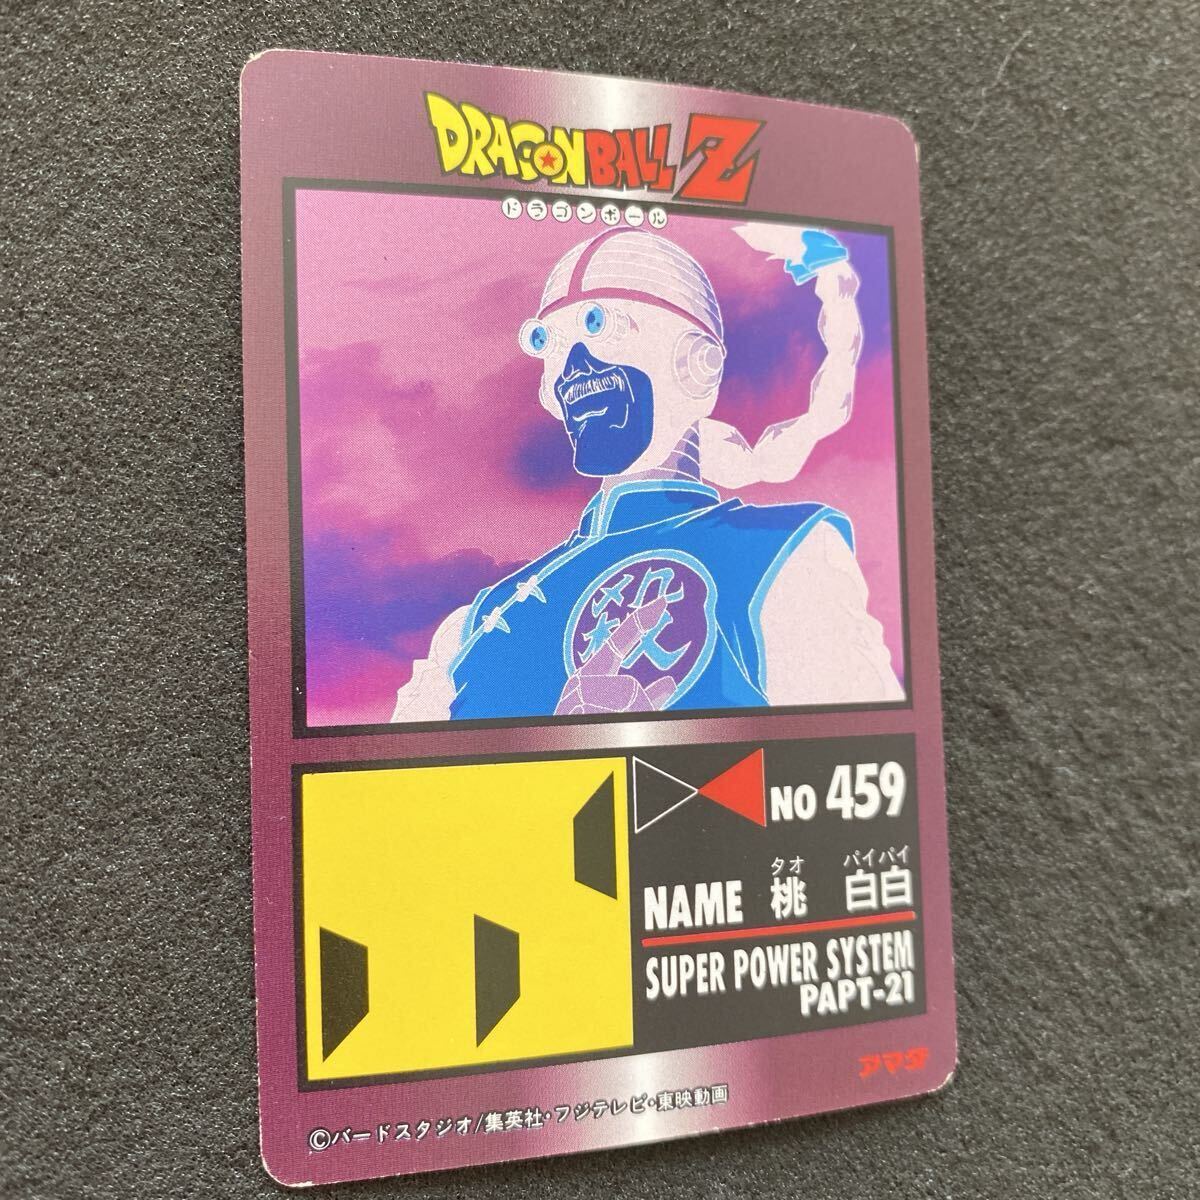 DRAGONBALL Z
ドラゴンボール
殺
NO 459
タオ パイパイ
NAME 桃 白白
SUPER POWER SYSTEM
PAPT-21
アマダ
©バードスタジオ/集英社・フジテレビ・東映動画